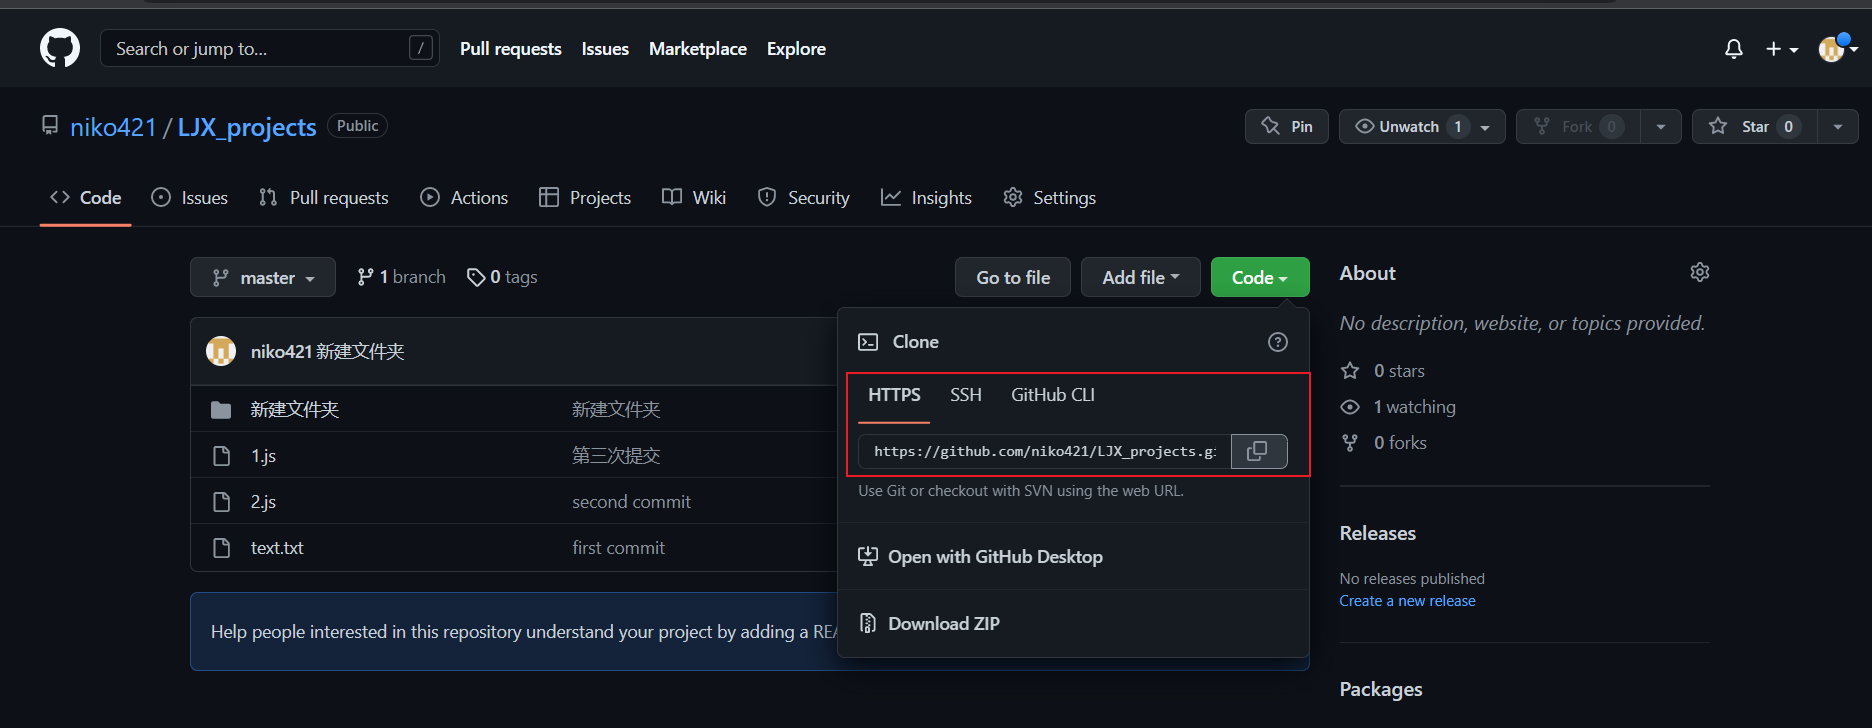 Search or jump to... /
Pull requests Issues Marketplace Explore
niko421 / LJX_projects Public
Pin Unwatch 1 Fork 0 Star 0
Code Issues Pull requests Actions Projects Wiki Security Insights Settings
master 1 branch 0 tags
Go to file Add file Code
niko421 新建文件夹
新建文件夹 新建文件夹
1.js 第三次提交
2.js second commit
text.txt first commit
Help people interested in this repository understand your project by adding a REA
Clone
HTTPS SSH GitHub CLI
https://github.com/niko421/LJX_projects.gi
Use Git or checkout with SVN using the web URL.
Open with GitHub Desktop
Download ZIP
About
No description, website, or topics provided.
0 stars
1 watching
0 forks
Releases
No releases published
Create a new release
Packages